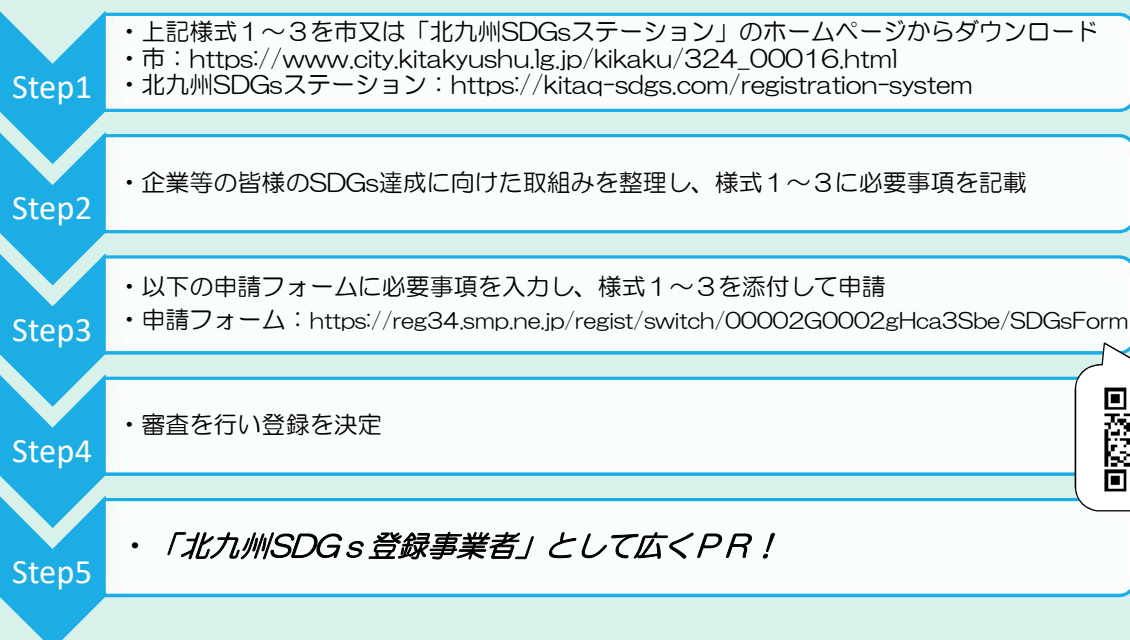 Step1
・上記様式１～３を市又は「北九州SDGsステーション」のホームページからダウンロード
・市：https://www.city.kitakyushu.lg.jp/kikaku/324_00016.html
・北九州SDGsステーション：https://kitaq-sdgs.com/registration-system
Step2
・企業等の皆様のSDGs達成に向けた取組みを整理し、様式１～３に必要事項を記載
Step3
・以下の申請フォームに必要事項を入力し、様式１～３を添付して申請
・申請フォーム：https://reg34.smp.ne.jp/regist/switch/00002G0002gHca3Sbe/SDGsForm
Step4
・審査を行い登録を決定
Step5
・「北九州SDGｓ登録事業者」として広くＰＲ！